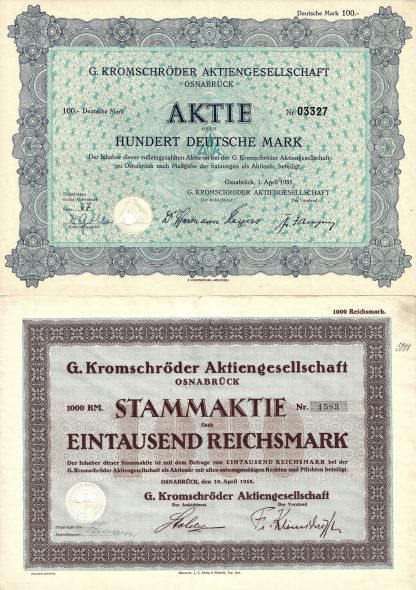 Deutsche Mark 100.-
G. KROMSCHRÖDER AKTIENGESELLSCHAFT
OSNABRÜCK
100.- Deutsche Mark
AKTIE
Nr 03327
ÜBER
HUNDERT DEUTSCHE MARK
Der Inhaber dieser volleingezahlten Aktie ist bei der G. Kromschröder Aktiengesellschaft
zu Osnabrück nach Maßgabe der Satzungen als Aktionär beteiligt
Osnabrück, 1. April 1958
G. KROMSCHRÖDER AKTIENGESELLSCHAFT
Der Aufsichtsrat Der Vorstand
87
1000 Reichsmark.
G. Kromschröder Aktiengesellschaft
OSNABRÜCK
1000 RM. STAMMAKTIE Nr. 1583
über
EINTAUSEND REICHSMARK
Der Inhaber dieser Stammaktie ist mit dem Betrage von EINTAUSEND REICHSMARK bei der
G. Kromschröder Aktiengesellschaft als Aktionär mit allen satzungsmäßigen Rechten und Pflichten beteiligt.
OSNABRÜCK, den 19. April 1928.
G. Kromschröder Aktiengesellschaft
Der Aufsichtsrat Der Vorstand